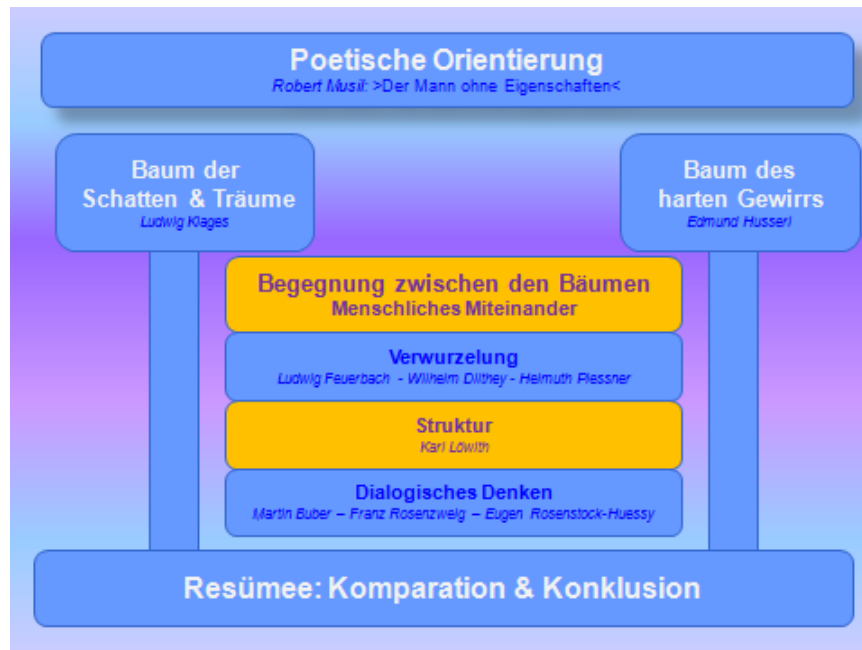 Poetische Orientierung
Robert Musil: >Der Mann ohne Eigenschaften<
Baum der
Schatten & Träume
Ludwig Klages
Baum des
harten Gewirrs
Edmund Husserl
Begegnung zwischen den Bäumen
Menschliches Miteinander
Verwurzelung
Ludwig Feuerbach - Wilhelm Dilthey - Helmuth Plessner
Struktur
Karl Löwith
Dialogisches Denken
Martin Buber – Franz Rosenzweig – Eugen Rosenstock-Huessy
Resümee: Komparation & Konklusion